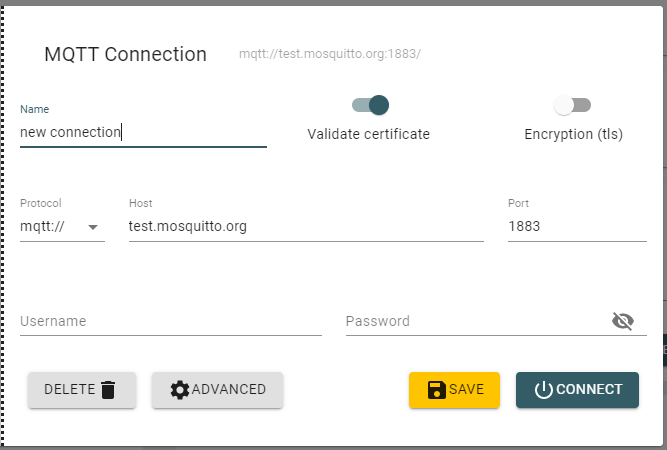 MQTT Connection mqtt://test.mosquitto.org:1883/
Name
new connection
Validate certificate
Encryption (tls)
Protocol
mqtt://
Host
test.mosquitto.org
Port
1883
Username
Password
DELETE
ADVANCED
SAVE
CONNECT